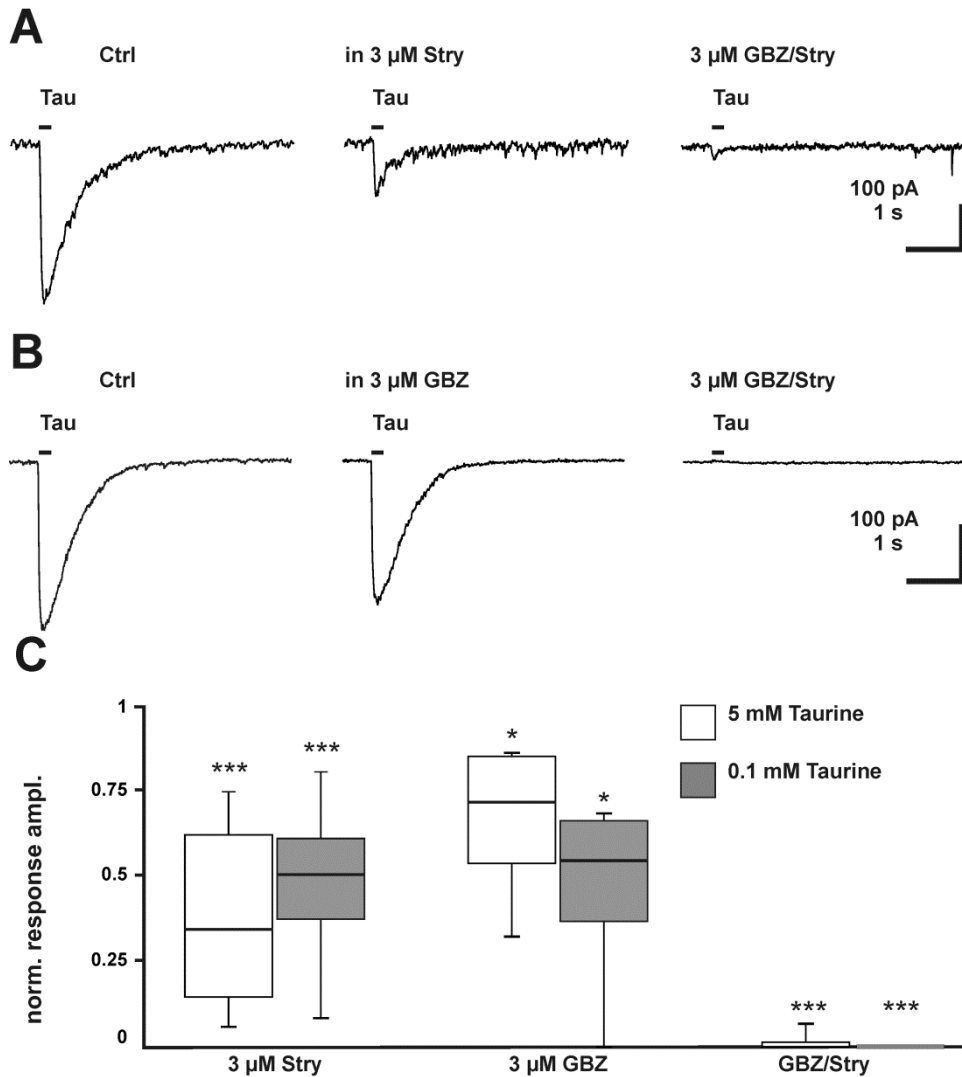 A
Ctrl
in 3 µM Stry
3 µM GBZ/Stry
Tau
Tau
Tau
100 pA
1 s
B
Ctrl
in 3 µM GBZ
3 µM GBZ/Stry
Tau
Tau
Tau
100 pA
1 s
C
norm. response ampl.
1
0.75
0.5
0.25
0
***
***
*
*
***
***
5 mM Taurine
0.1 mM Taurine
3 µM Stry
3 µM GBZ
GBZ/Stry